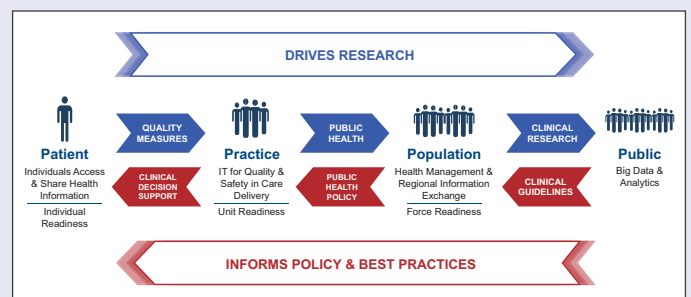 DRIVES RESEARCH
QUALITY
MEASURES
PUBLIC
HEALTH
CLINICAL
RESEARCH
Patient
Practice
Population
Public
Individuals Access
& Share Health
Information
Individual
Readiness
CLINICAL
DECISION
SUPPORT
IT for Quality &
Safety in Care
Delivery
Unit Readiness
PUBLIC
HEALTH
POLICY
Health Management &
Regional Information
Exchange
Force Readiness
CLINICAL
GUIDELINES
Big Data &
Analytics
INFORMS POLICY & BEST PRACTICES